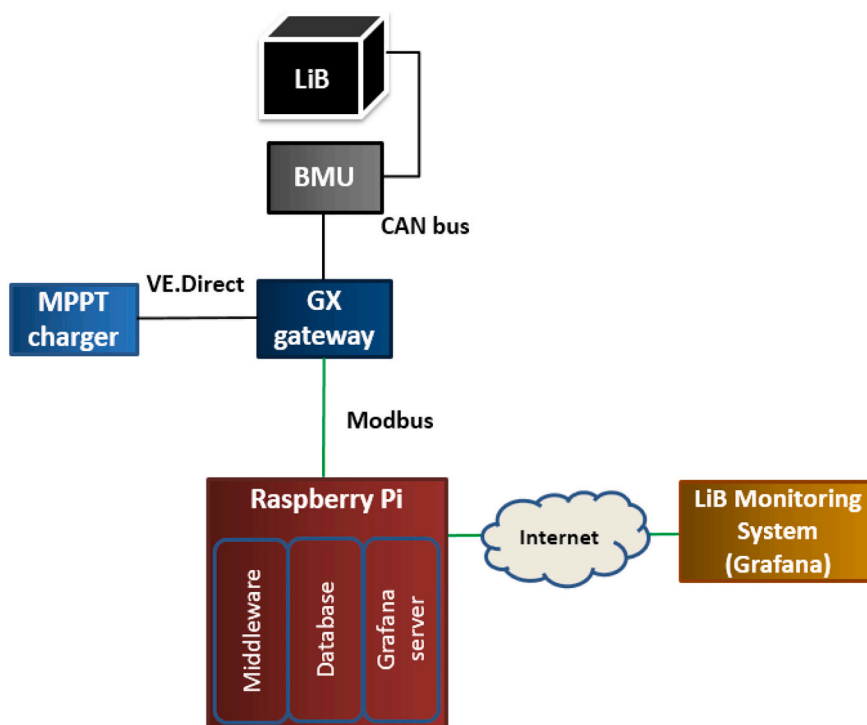 LiB
BMU
CAN bus
VE.Direct
MPPT
charger
GX
gateway
Modbus
Raspberry Pi
Middleware
Database
Grafana
server
Internet
LiB Monitoring
System
(Grafana)